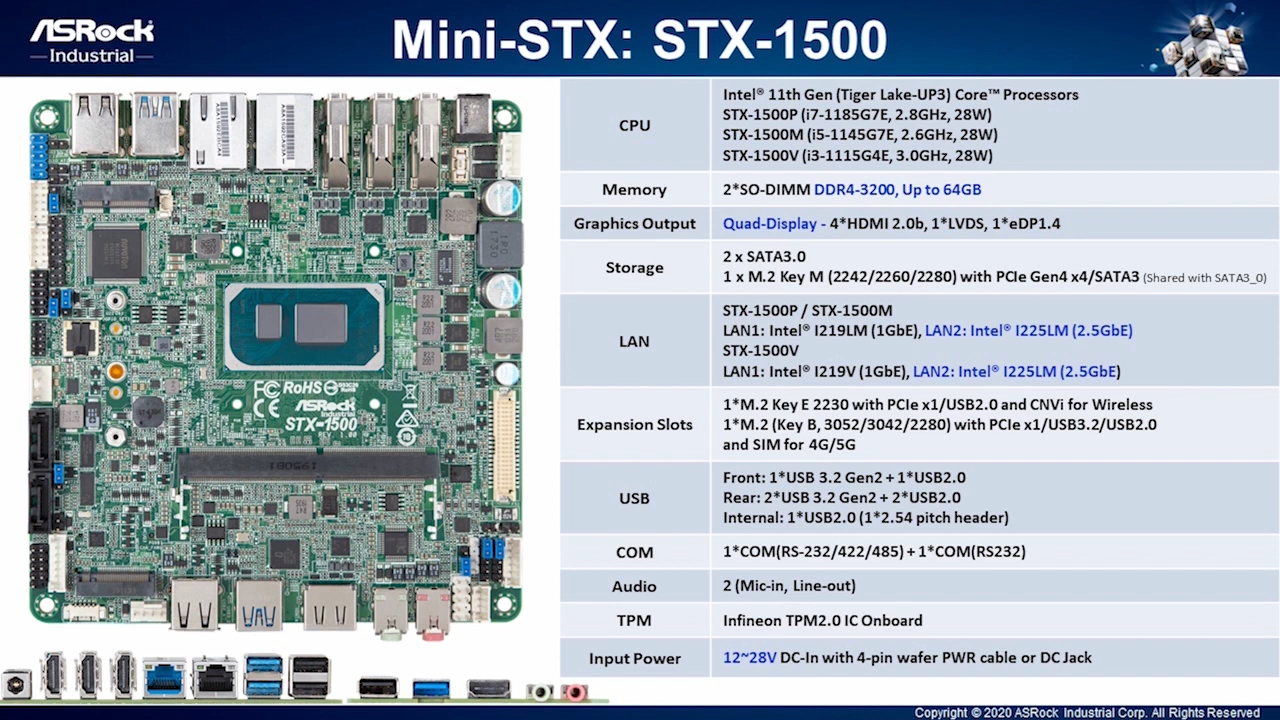 ASRock
Industrial
Mini-STX: STX-1500
CPU
Intel® 11th Gen (Tiger Lake-UP3) Core™ Processors
STX-1500P (i7-1185G7E, 2.8GHz, 28W)
STX-1500M (i5-1145G7E, 2.6GHz, 28W)
STX-1500V (i3-1115G4E, 3.0GHz, 28W)
Memory
2*SO-DIMM DDR4-3200, Up to 64GB
Graphics Output
Quad-Display - 4*HDMI 2.0b, 1*LVDS, 1*eDP1.4
Storage
2 x SATA3.0
1 x M.2 Key M (2242/2260/2280) with PCIe Gen4 x4/SATA3 (Shared with SATA3_0)
LAN
STX-1500P / STX-1500M
LAN1: Intel® I219LM (1GbE), LAN2: Intel® I225LM (2.5GbE)
STX-1500V
LAN1: Intel® I219V (1GbE), LAN2: Intel® I225LM (2.5GbE)
Expansion Slots
1*M.2 Key E 2230 with PCIe x1/USB2.0 and CNVi for Wireless
1*M.2 (Key B, 3052/3042/2280) with PCIe x1/USB3.2/USB2.0
and SIM for 4G/5G
USB
Front: 1*USB 3.2 Gen2 + 1*USB2.0
Rear: 2*USB 3.2 Gen2 + 2*USB2.0
Internal: 1*USB2.0 (1*2.54 pitch header)
COM
1*COM(RS-232/422/485) + 1*COM(RS232)
Audio
2 (Mic-in, Line-out)
TPM
Infineon TPM2.0 IC Onboard
Input Power
12~28V DC-In with 4-pin wafer PWR cable or DC Jack
FC RoHS
CE
ASRock
Industrial
STX-1500
REV 1.00
Copyright © 2020 ASRock Industrial Corp. All Rights Reserved